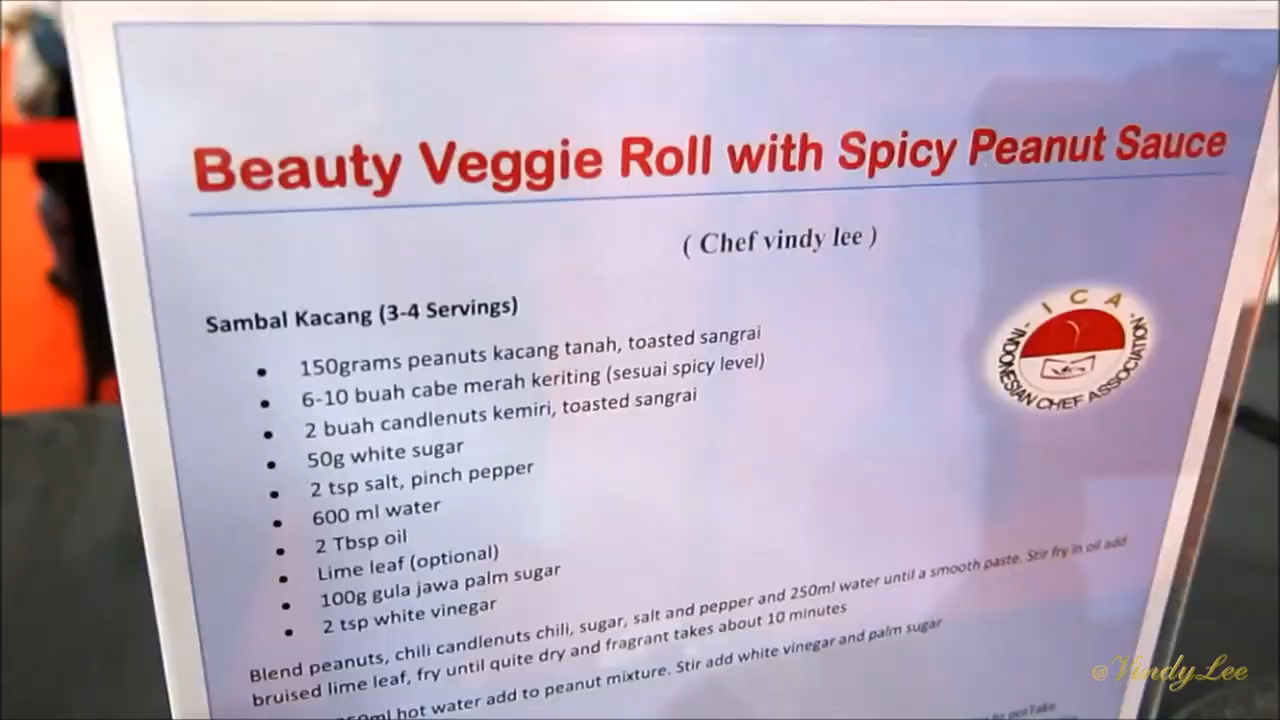 Beauty Veggie Roll with Spicy Peanut Sauce
( Chef vindy lee )
ICA
INDONESIAN CHEF ASSOCIATION
Sambal Kacang (3-4 Servings)
• 150grams peanuts kacang tanah, toasted sangrai
• 6-10 buah cabe merah keriting (sesuai spicy level)
• 2 buah candlenuts kemiri, toasted sangrai
• 50g white sugar
• 2 tsp salt, pinch pepper
• 600 ml water
• 2 Tbsp oil
• Lime leaf (optional)
• 100g gula jawa palm sugar
• 2 tsp white vinegar
Blend peanuts, chili candlenuts chili, sugar, salt and pepper and 250ml water until a smooth paste. Stir fry in oil add
bruised lime leaf, fry until quite dry and fragrant takes about 10 minutes
hot water add to peanut mixture. Stir add white vinegar and palm sugar
@VindyLee